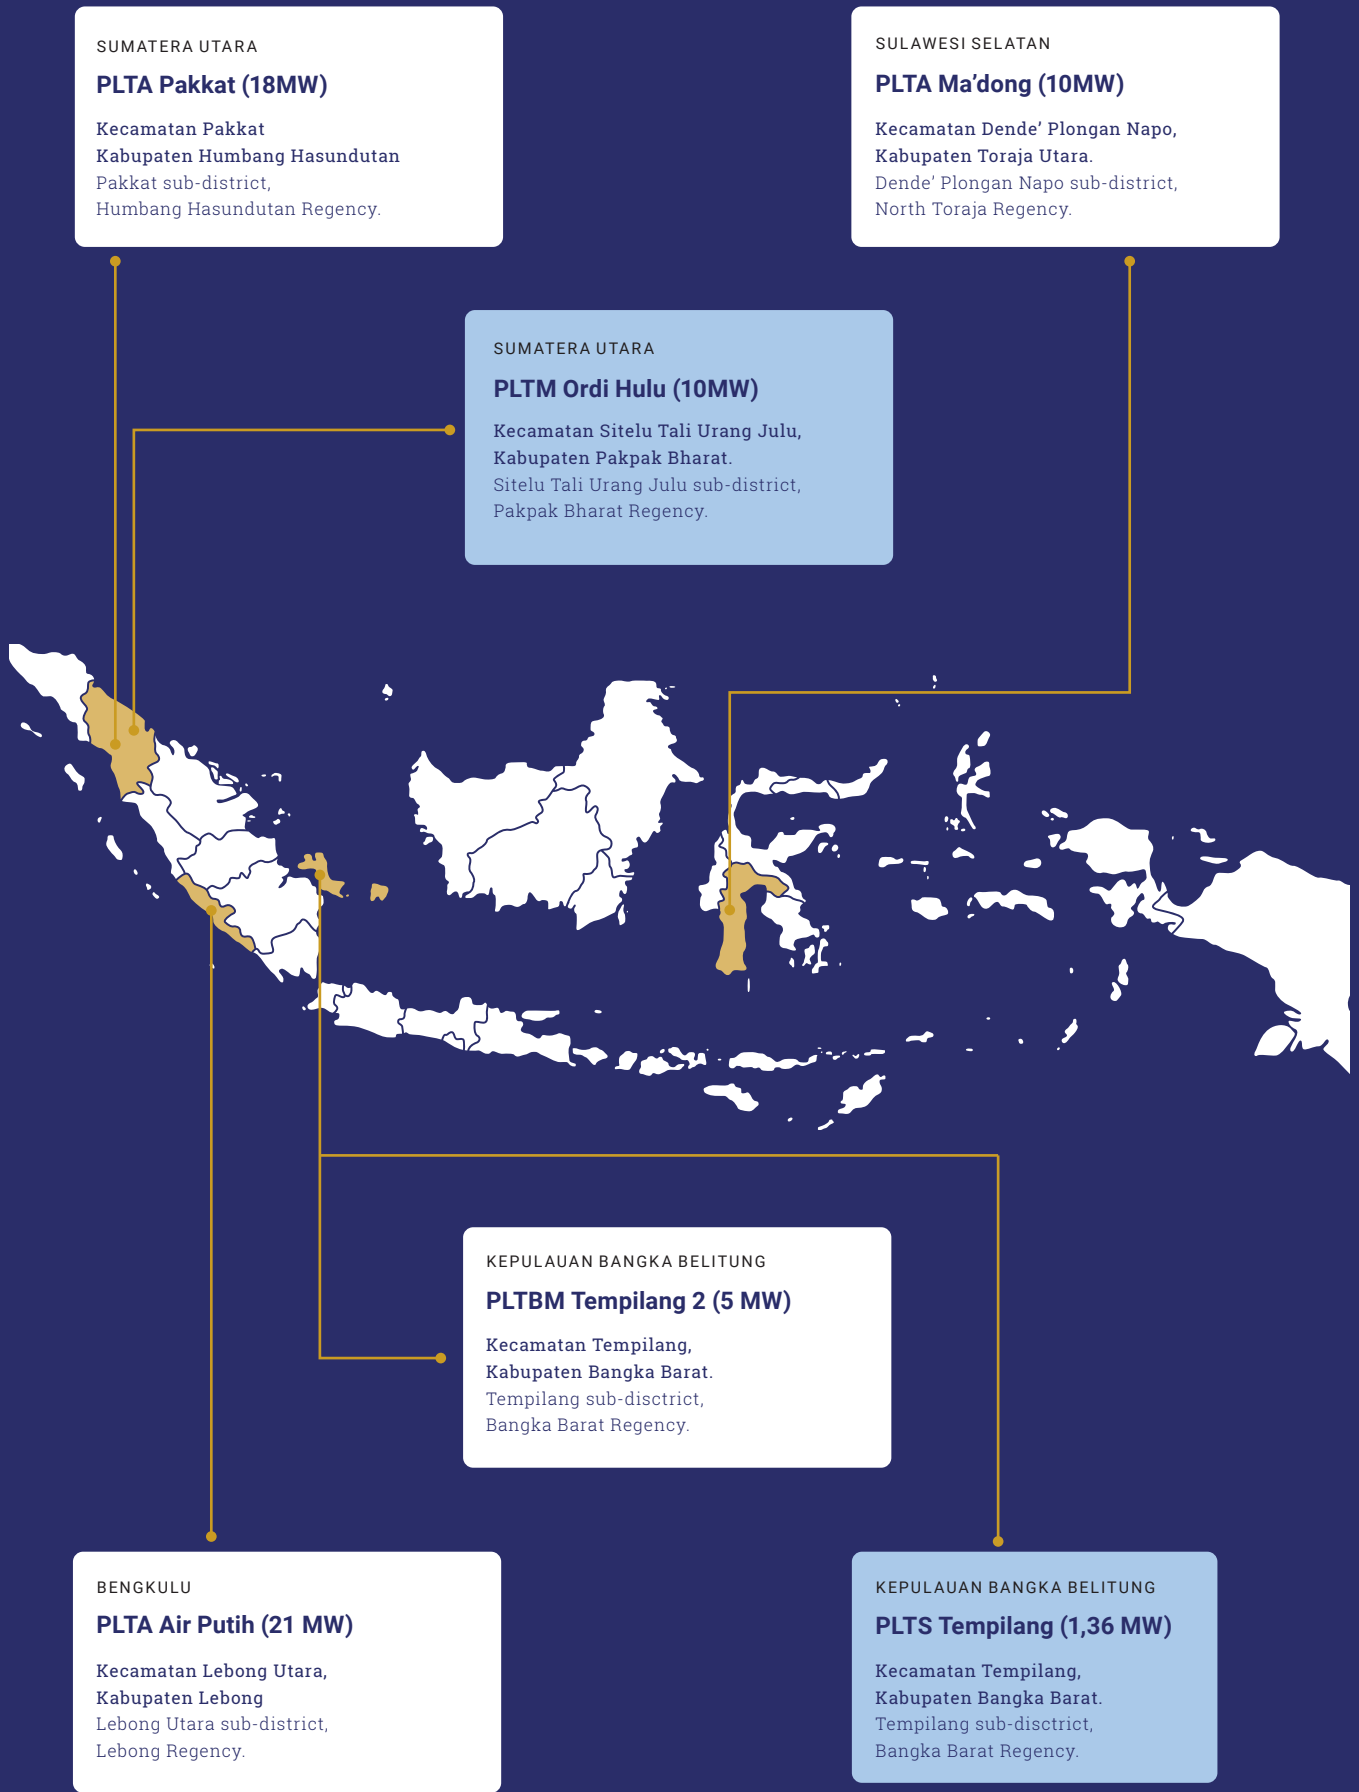 SUMATERA UTARA
PLTA Pakkat (18MW)
Kecamatan Pakkat
Kabupaten Humbang Hasundutan
Pakkat sub-district,
Humbang Hasundutan Regency.
SULAWESI SELATAN
PLTA Ma’dong (10MW)
Kecamatan Dende’ Plongan Napo,
Kabupaten Toraja Utara.
Dende’ Plongan Napo sub-district,
North Toraja Regency.
SUMATERA UTARA
PLTM Ordi Hulu (10MW)
Kecamatan Sitelu Tali Urang Julu,
Kabupaten Pakpak Bharat.
Sitelu Tali Urang Julu sub-district,
Pakpak Bharat Regency.
KEPULAUAN BANGKA BELITUNG
PLTBM Tempilang 2 (5 MW)
Kecamatan Tempilang,
Kabupaten Bangka Barat.
Tempilang sub-disctrict,
Bangka Barat Regency.
BENGKULU
PLTA Air Putih (21 MW)
Kecamatan Lebong Utara,
Kabupaten Lebong
Lebong Utara sub-district,
Lebong Regency.
KEPULAUAN BANGKA BELITUNG
PLTS Tempilang (1,36 MW)
Kecamatan Tempilang,
Kabupaten Bangka Barat.
Tempilang sub-disctrict,
Bangka Barat Regency.